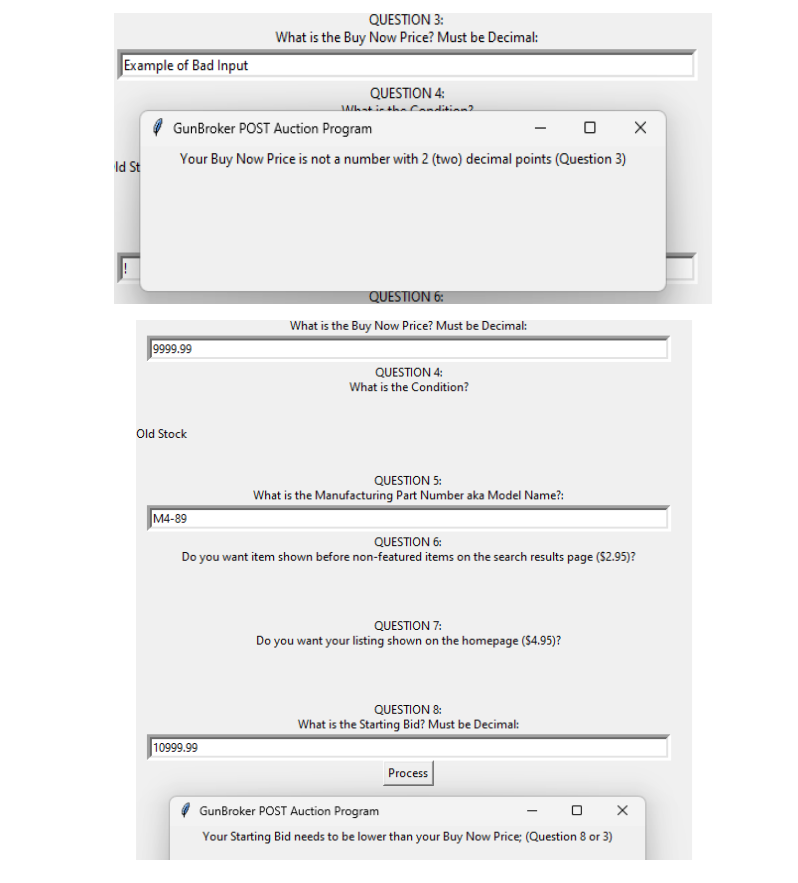 QUESTION 3:
What is the Buy Now Price? Must be Decimal:
Example of Bad Input
QUESTION 4:
What is the Condition?
GunBroker POST Auction Program
Your Buy Now Price is not a number with 2 (two) decimal points (Question 3)
ld St
!
QUESTION 6:
What is the Buy Now Price? Must be Decimal:
9999.99
QUESTION 4:
What is the Condition?
Old Stock
QUESTION 5:
What is the Manufacturing Part Number aka Model Name?:
M4-89
QUESTION 6:
Do you want item shown before non-featured items on the search results page ($2.95)?
QUESTION 7:
Do you want your listing shown on the homepage ($4.95)?
QUESTION 8:
What is the Starting Bid? Must be Decimal:
10999.99
Process
GunBroker POST Auction Program
Your Starting Bid needs to be lower than your Buy Now Price; (Question 8 or 3)